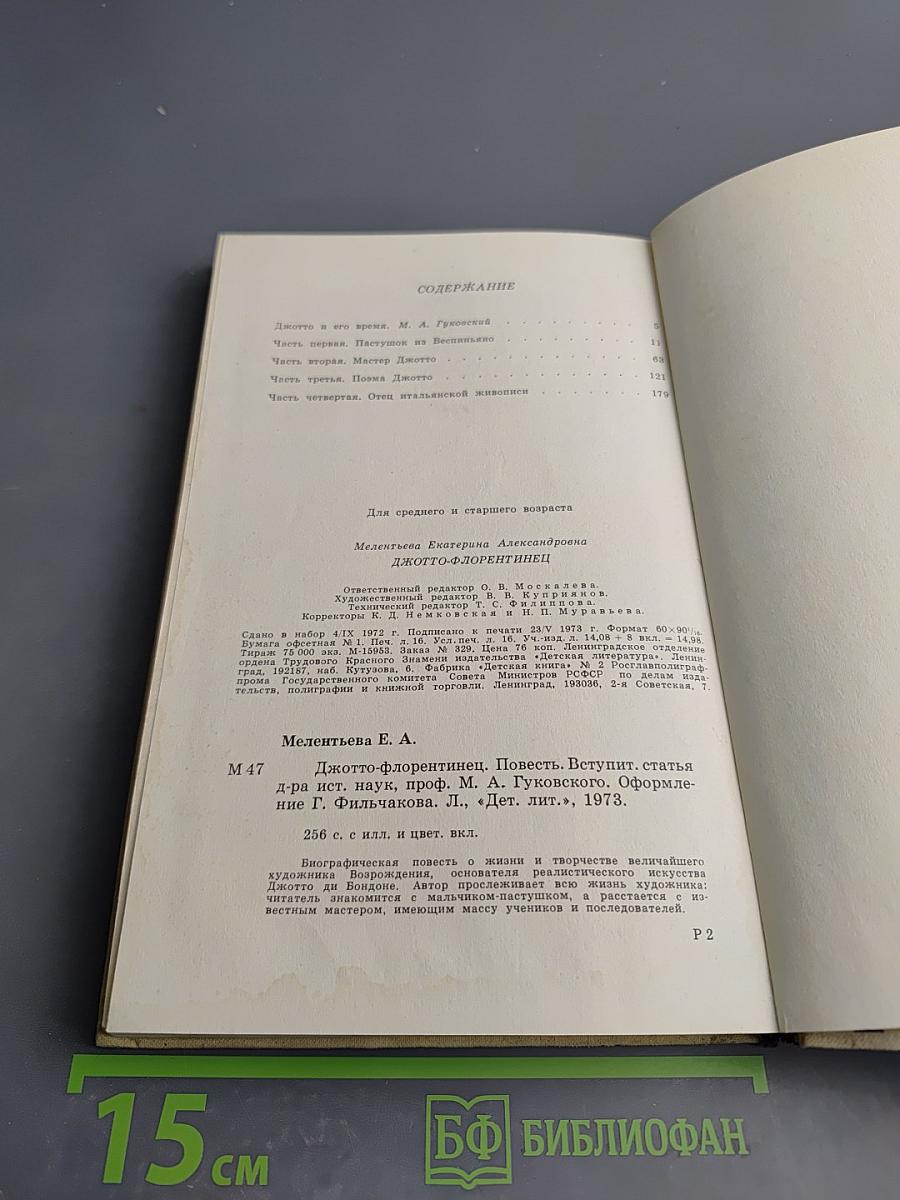 СОДЕРЖАНИЕ
Джотто и его время. М. А. Гуковский . . . . . . . . . 5
Часть первая. Пастушок из Веспиньяно . . . . . . . . . 11
Часть вторая. Мастер Джотто . . . . . . . . . . . . . 63
Часть третья. Поэма Джотто . . . . . . . . . . . . . 121
Часть четвертая. Отец итальянской живописи . . . . . . . 179
Для среднего и старшего возраста
Мелентьева Екатерина Александровна
ДЖОТТО-ФЛОРЕНТИНЕЦ
Ответственный редактор О. В. Москалева.
Художественный редактор В. В. Куприянов.
Технический редактор Т. С. Филиппова.
Корректоры К. Д. Немковская и Н. П. Муравьева.
Сдано в набор 4/IX 1972 г. Подписано к печати 23/V 1973 г. Формат 60×90¹/₁₆.
Бумага офсетная № 1. Печ. л. 16. Усл. печ. л. 16. Уч.-изд. л. 14,08 + 8 вкл. = 14,98.
Тираж 75 000 экз. М-15953. Заказ № 329. Цена 76 коп. Ленинградское отделение
ордена Трудового Красного Знамени издательства «Детская литература». Ленин-
град, 192187, наб. Кутузова, 6. Фабрика «Детская книга» № 2 Росглавполиграф-
прома Государственного комитета Совета Министров РСФСР по делам изда-
тельств, полиграфии и книжной торговли. Ленинград, 193036, 2-я Советская, 7.
Мелентьева Е. А.
М 47 Джотто-флорентинец. Повесть. Вступит. статья
д-ра ист. наук, проф. М. А. Гуковского. Оформле-
ние Г. Фильчакова. Л., «Дет. лит.», 1973.
256 с. с илл. и цвет. вкл.
Биографическая повесть о жизни и творчестве величайшего
художника Возрождения, основателя реалистического искусства
Джотто ди Бондоне. Автор прослеживает всю жизнь художника:
читатель знакомится с мальчиком-пастушком, а расстается с из-
вестным мастером, имеющим массу учеников и последователей.
Р 2
15 см
БФ БИБЛИОФАН